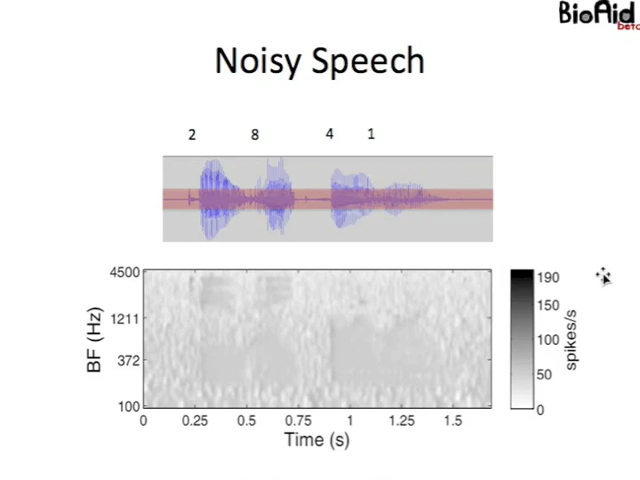 BioAid
beta
Noisy Speech
2 8 4 1
4500
1211
372
100
BF (Hz)
0 0.25 0.5 0.75 1 1.25 1.5
Time (s)
190
150
100
50
0
spikes/s